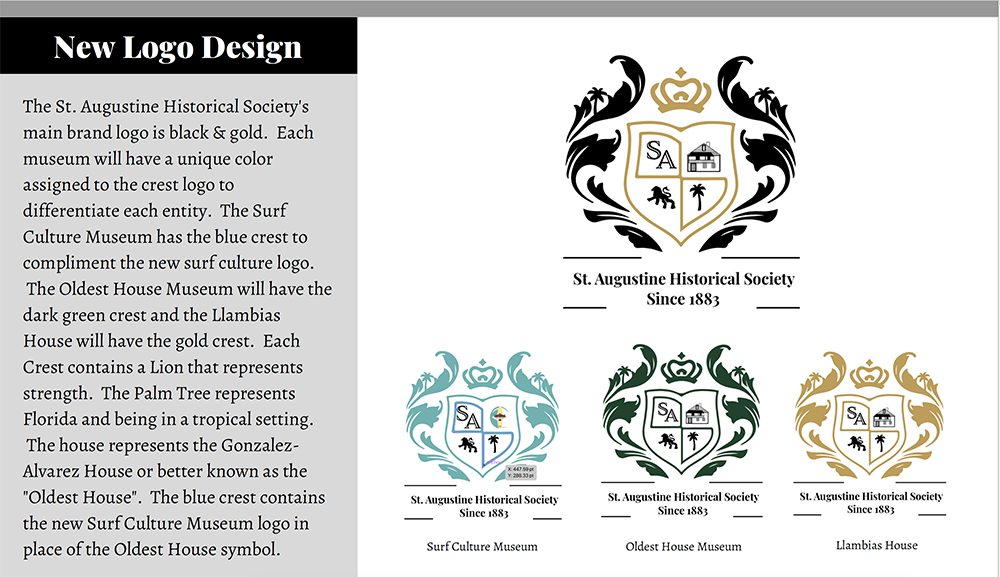 New Logo Design
The St. Augustine Historical Society's
main brand logo is black & gold. Each
museum will have a unique color
assigned to the crest logo to
differentiate each entity. The Surf
Culture Museum has the blue crest to
compliment the new surf culture logo.
The Oldest House Museum will have the
dark green crest and the Llambias
House will have the gold crest. Each
Crest contains a Lion that represents
strength. The Palm Tree represents
Florida and being in a tropical setting.
The house represent the Gonzalez-
Alvarez House or better known as the
"Oldest House". The blue crest contains
the new Surf Culture Museum logo in
place of the Oldest House symbol.
SA
St. Augustine Historical Society
Since 1883
SA
X: 447.99 pt
Y: 288.33 pt
St. Augustine Historical Society
Since 1883
Surf Culture Museum
SA
St. Augustine Historical Society
Since 1883
Oldest House Museum
SA
St. Augustine Historical Society
Since 1883
Llambias House